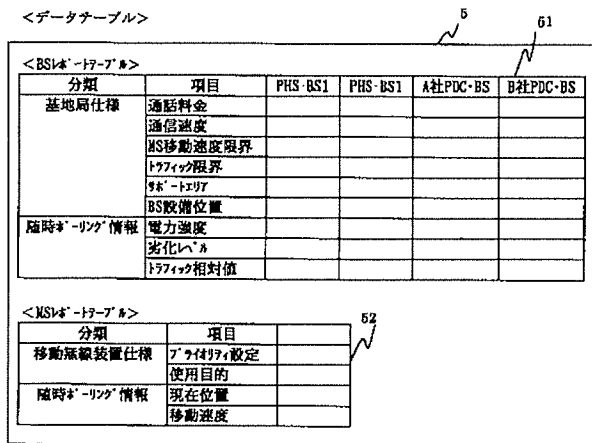 <データテーブル>
5
51
<BSﾚﾎﾟｰﾄﾃｰﾌﾞﾙ>
分類 項目 PHS-BS1 PHS-BS1 A社PDC・BS B社PDC・BS
基地局仕様 通話料金
通信速度
MS移動速度限界
ﾄﾗﾌｨｯｸ限界
ｻﾎﾟｰﾄｴﾘｱ
BS設備位置
随時ﾎﾟｰﾘﾝｸﾞ情報 電力強度
劣化ﾚﾍﾞﾙ
ﾄﾗﾌｨｯｸ相対値
<MSﾚﾎﾟｰﾄﾃｰﾌﾞﾙ>
52
分類 項目
移動無線装置仕様 ﾌﾟﾗｲｵﾘﾃｨ設定
使用目的
随時ﾎﾟｰﾘﾝｸﾞ情報 現在位置
移動速度